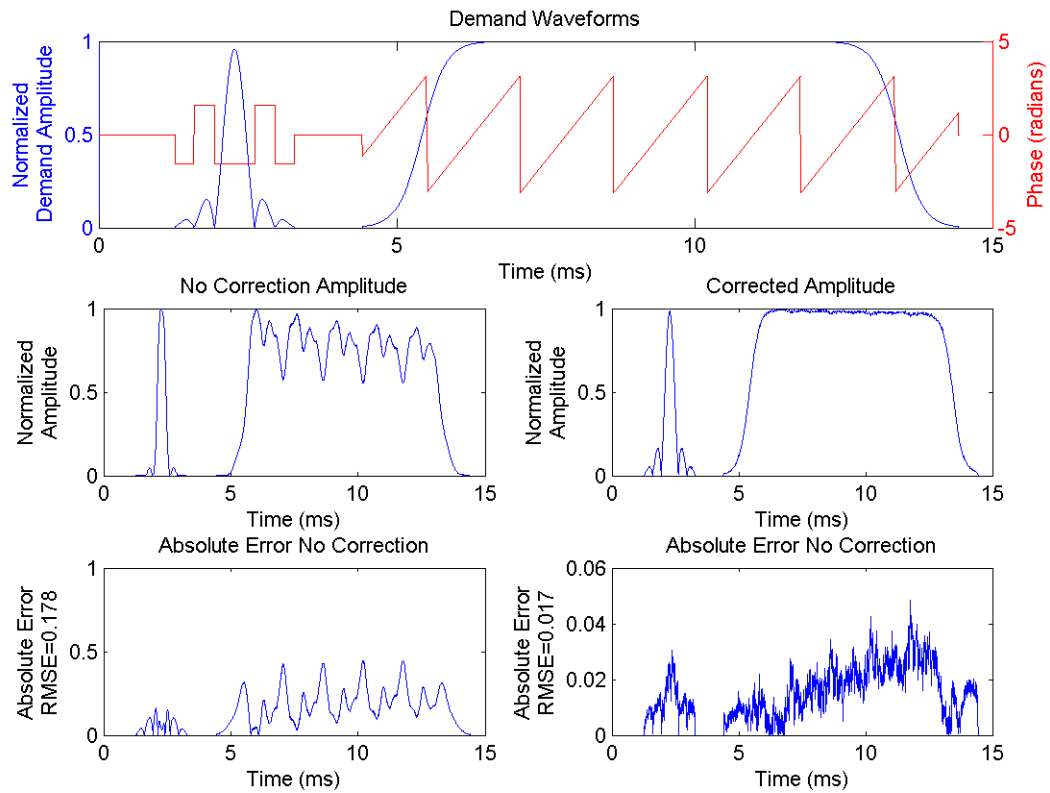 Demand Waveforms
Normalized
Demand Amplitude
1
0.5
0
5
0
-5
Phase (radians)
0
5
10
15
Time (ms)
No Correction Amplitude
Normalized
Amplitude
1
0.5
0
0
5
10
15
Time (ms)
Corrected Amplitude
Normalized
Amplitude
1
0.5
0
0
5
10
15
Time (ms)
Absolute Error No Correction
Absolute Error
RMSE=0.178
1
0.5
0
0
5
10
15
Time (ms)
Absolute Error No Correction
Absolute Error
RMSE=0.017
0.06
0.04
0.02
0
0
5
10
15
Time (ms)